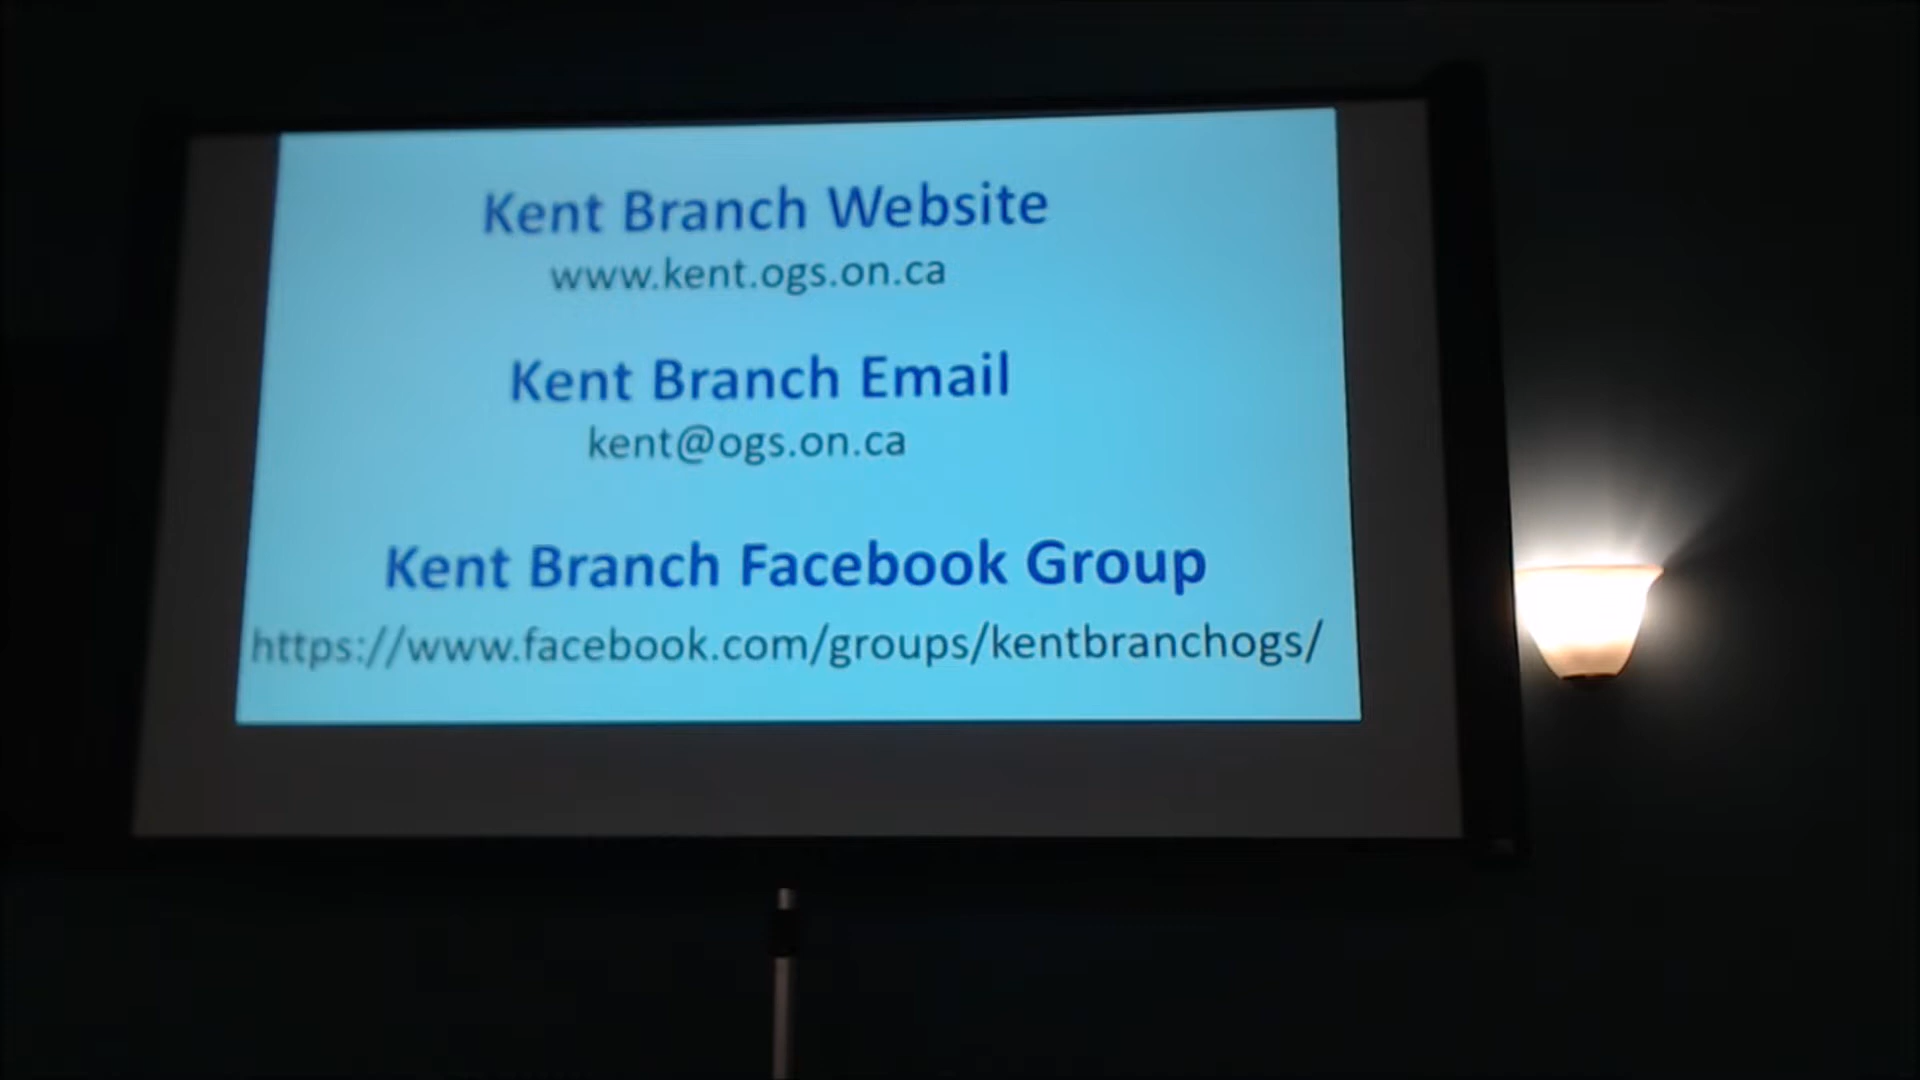 Kent Branch Website
www.kent.ogs.on.ca
Kent Branch Email
kent@ogs.on.ca
Kent Branch Facebook Group
https://www.facebook.com/groups/kentbranchogs/